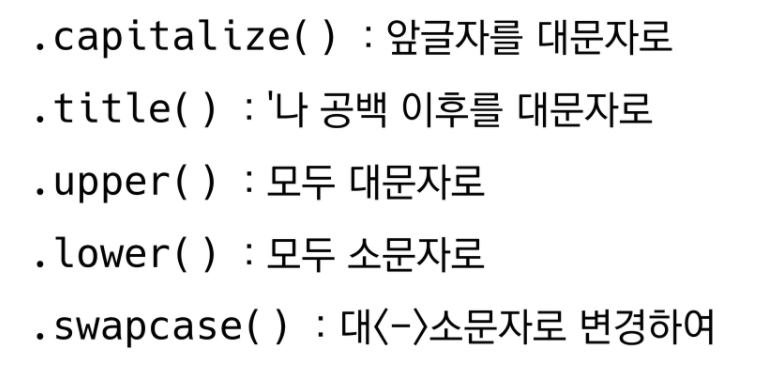 .capitalize() : 앞글자를 대문자로
.title() : '나 공백 이후를 대문자로
.upper() : 모두 대문자로
.lower() : 모두 소문자로
.swapcase() : 대<->소문자로 변경하여